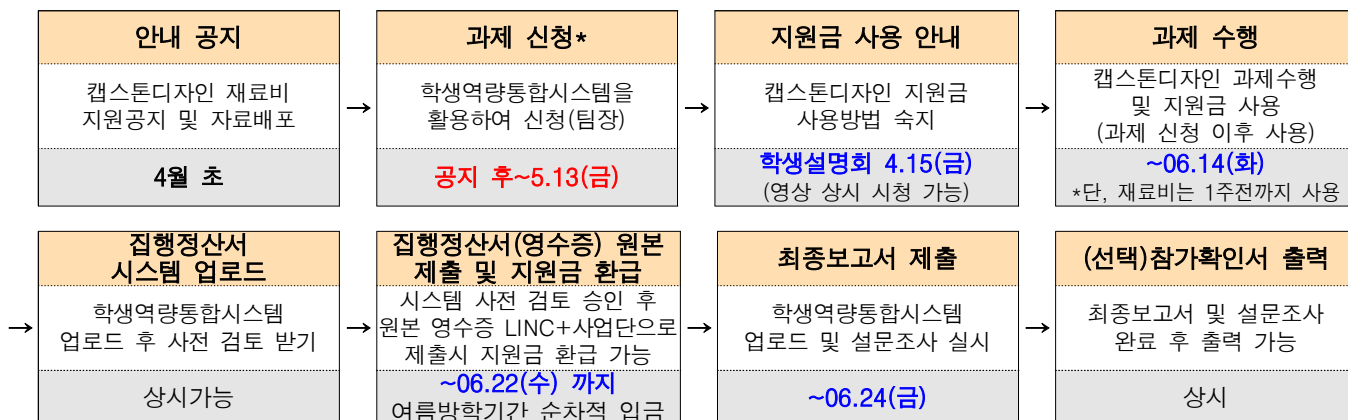 안내 공지
캡스톤디자인 재료비
지원공지 및 자료배포
4월 초
→
과제 신청*
학생역량통합시스템을
활용하여 신청(팀장)
공지 후~5.13(금)
→
지원금 사용 안내
캡스톤디자인 지원금
사용방법 숙지
학생설명회 4.15(금)
(영상 상시 시청 가능)
→
과제 수행
캡스톤디자인 과제수행
및 지원금 사용
(과제 신청 이후 사용)
~06.14(화)
*단, 재료비는 1주전까지 사용
→
집행정산서
시스템 업로드
학생역량통합시스템
업로드 후 사전 검토 받기
상시가능
→
집행정산서(영수증) 원본
제출 및 지원금 환급
시스템 사전 검토 승인 후
원본 영수증 LINC+사업단으로
제출시 지원금 환급 가능
~06.22(수) 까지
여름방학기간 순차적 입금
→
최종보고서 제출
학생역량통합시스템
업로드 및 설문조사 실시
~06.24(금)
→
(선택)참가확인서 출력
최종보고서 및 설문조사
완료 후 출력 가능
상시